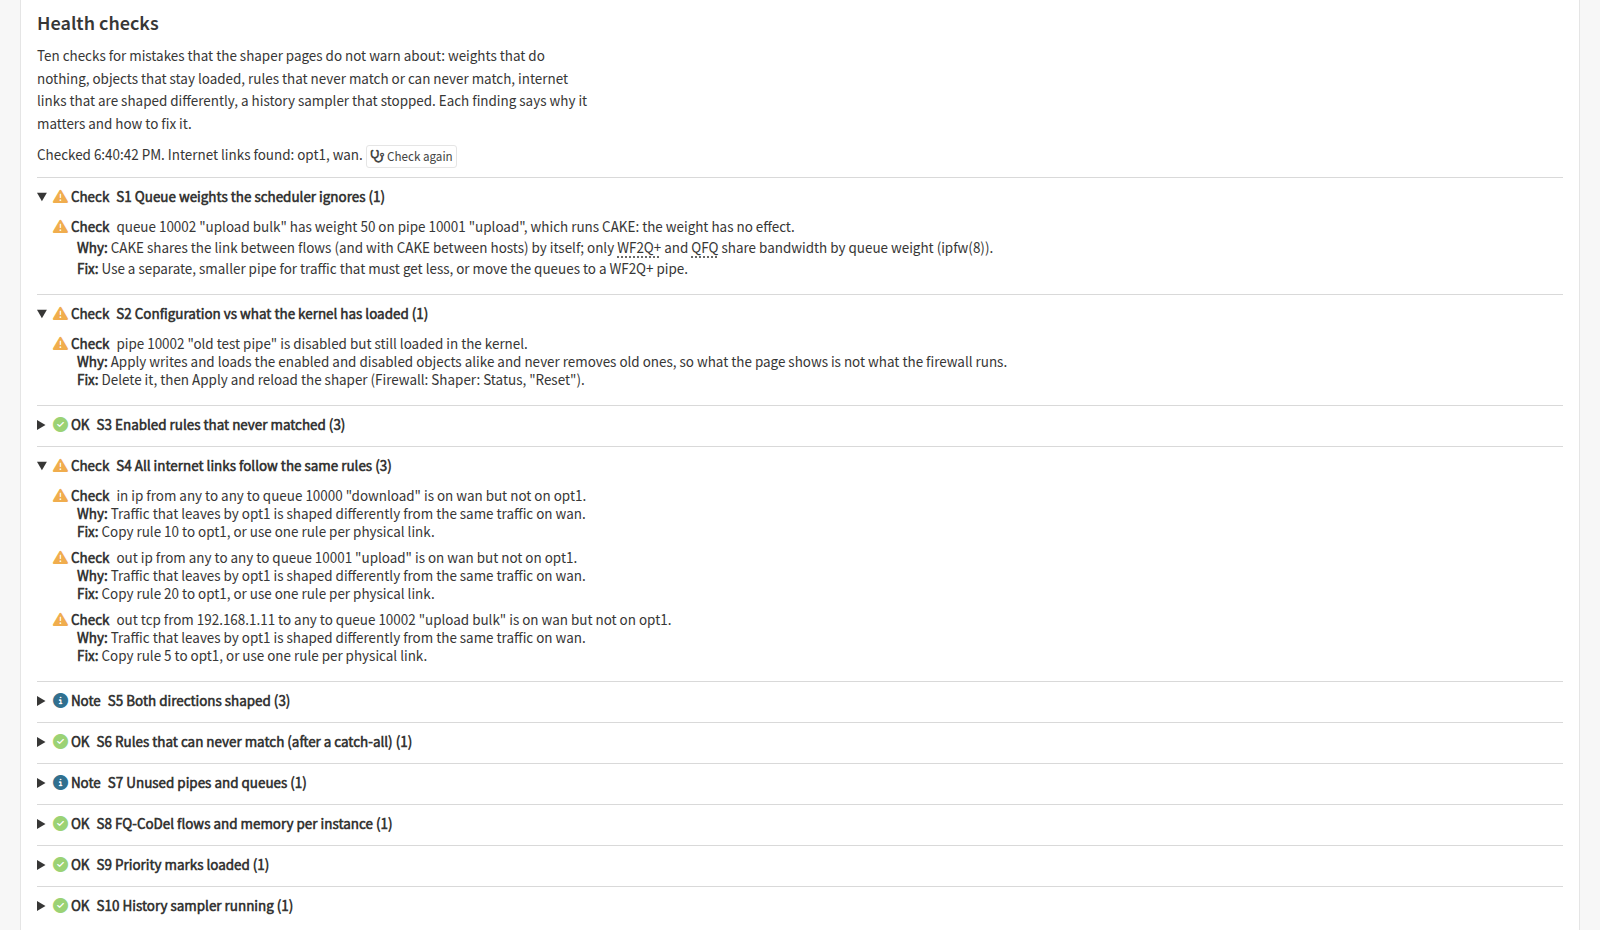 Health checks
Ten checks for mistakes that the shaper pages do not warn about: weights that do
nothing, objects that stay loaded, rules that never match or can never match, internet
links that are shaped differently, a history sampler that stopped. Each finding says why it
matters and how to fix it.
Checked 6:40:42 PM. Internet links found: opt1, wan. Check again
Check S1 Queue weights the scheduler ignores (1)
Check queue 10002 "upload bulk" has weight 50 on pipe 10001 "upload", which runs CAKE: the weight has no effect.
Why: CAKE shares the link between flows (and with CAKE between hosts) by itself; only WF2Q+ and QFQ share bandwidth by queue weight (ipfw(8)).
Fix: Use a separate, smaller pipe for traffic that must get less, or move the queues to a WF2Q+ pipe.
Check S2 Configuration vs what the kernel has loaded (1)
Check pipe 10002 "old test pipe" is disabled but still loaded in the kernel.
Why: Apply writes and loads the enabled and disabled objects alike and never removes old ones, so what the page shows is not what the firewall runs.
Fix: Delete it, then Apply and reload the shaper (Firewall: Shaper: Status, "Reset").
OK S3 Enabled rules that never matched (3)
Check S4 All internet links follow the same rules (3)
Check in ip from any to any to queue 10000 "download" is on wan but not on opt1.
Why: Traffic that leaves by opt1 is shaped differently from the same traffic on wan.
Fix: Copy rule 10 to opt1, or use one rule per physical link.
Check out ip from any to any to queue 10001 "upload" is on wan but not on opt1.
Why: Traffic that leaves by opt1 is shaped differently from the same traffic on wan.
Fix: Copy rule 20 to opt1, or use one rule per physical link.
Check out tcp from 192.168.1.11 to any to queue 10002 "upload bulk" is on wan but not on opt1.
Why: Traffic that leaves by opt1 is shaped differently from the same traffic on wan.
Fix: Copy rule 5 to opt1, or use one rule per physical link.
Note S5 Both directions shaped (3)
OK S6 Rules that can never match (after a catch-all) (1)
Note S7 Unused pipes and queues (1)
OK S8 FQ-CoDel flows and memory per instance (1)
OK S9 Priority marks loaded (1)
OK S10 History sampler running (1)